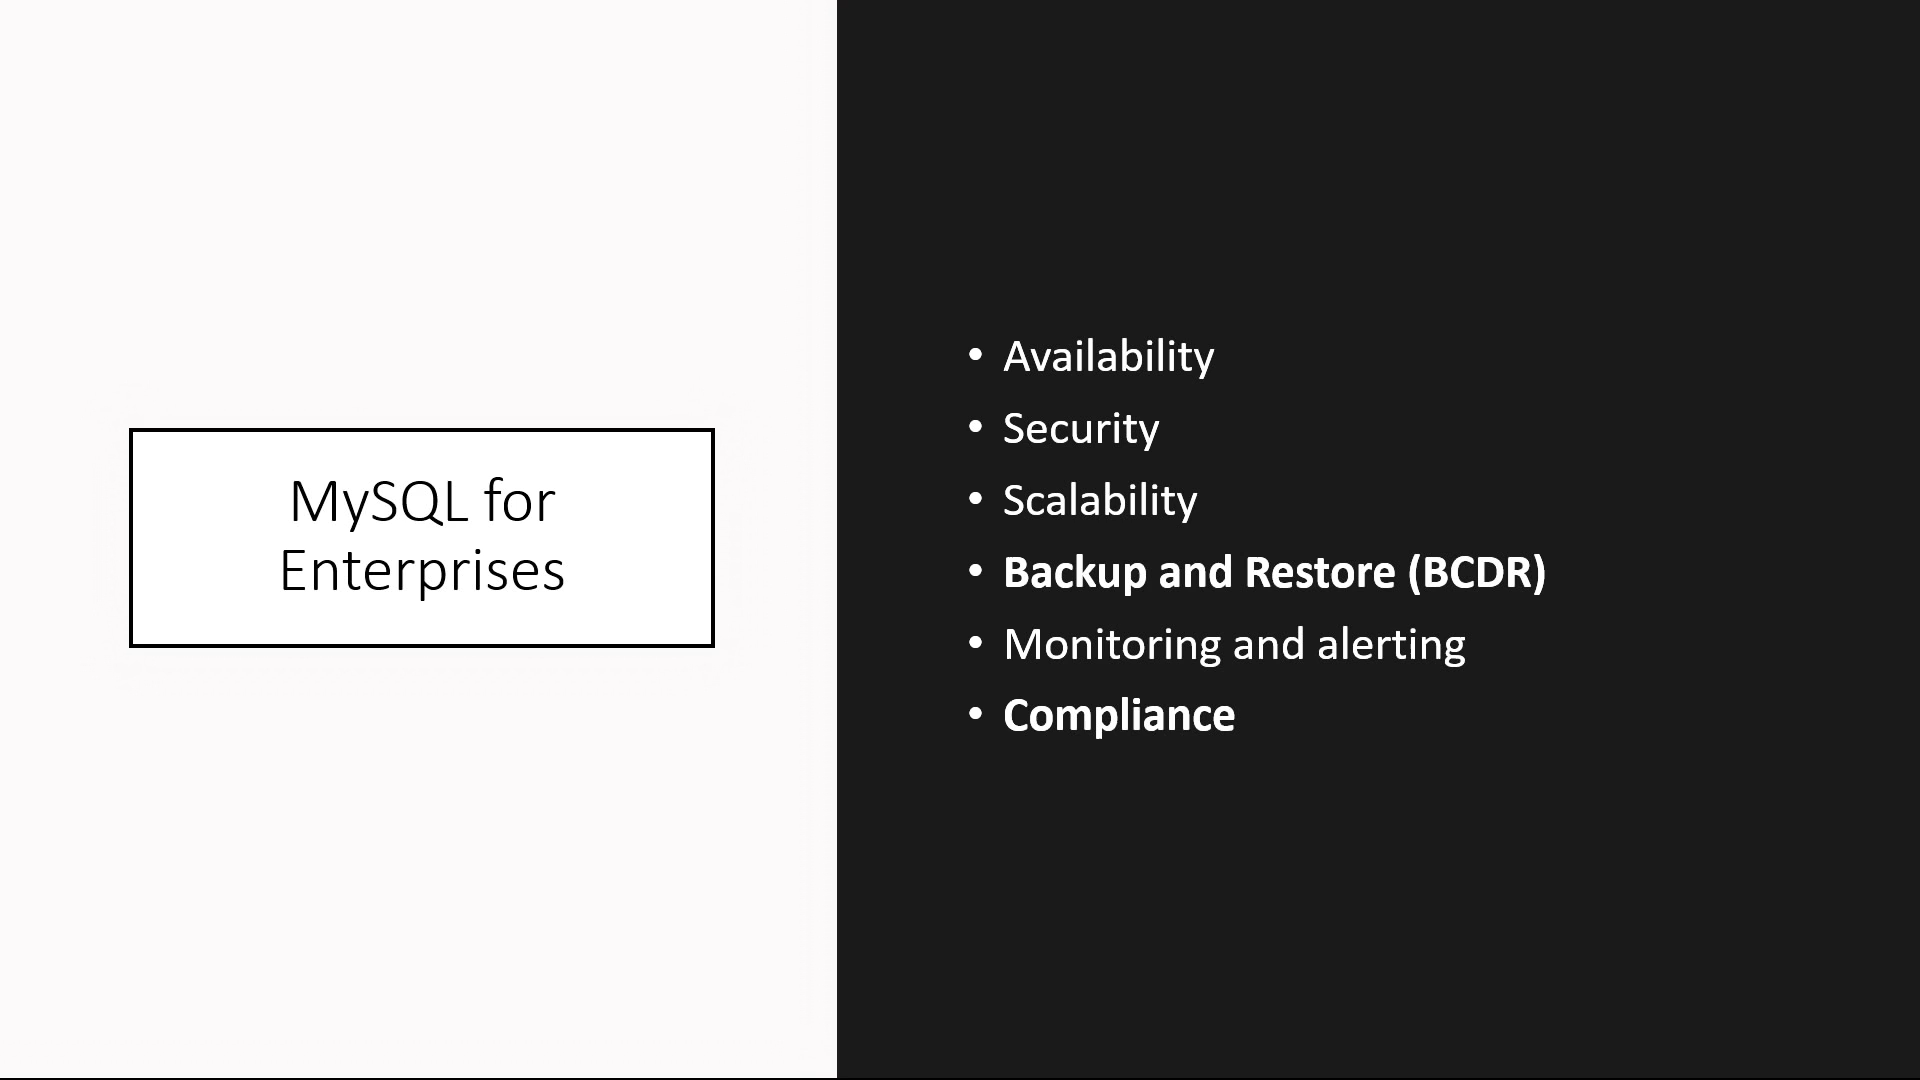 MySQL for
Enterprises
• Availability
• Security
• Scalability
• Backup and Restore (BCDR)
• Monitoring and alerting
• Compliance